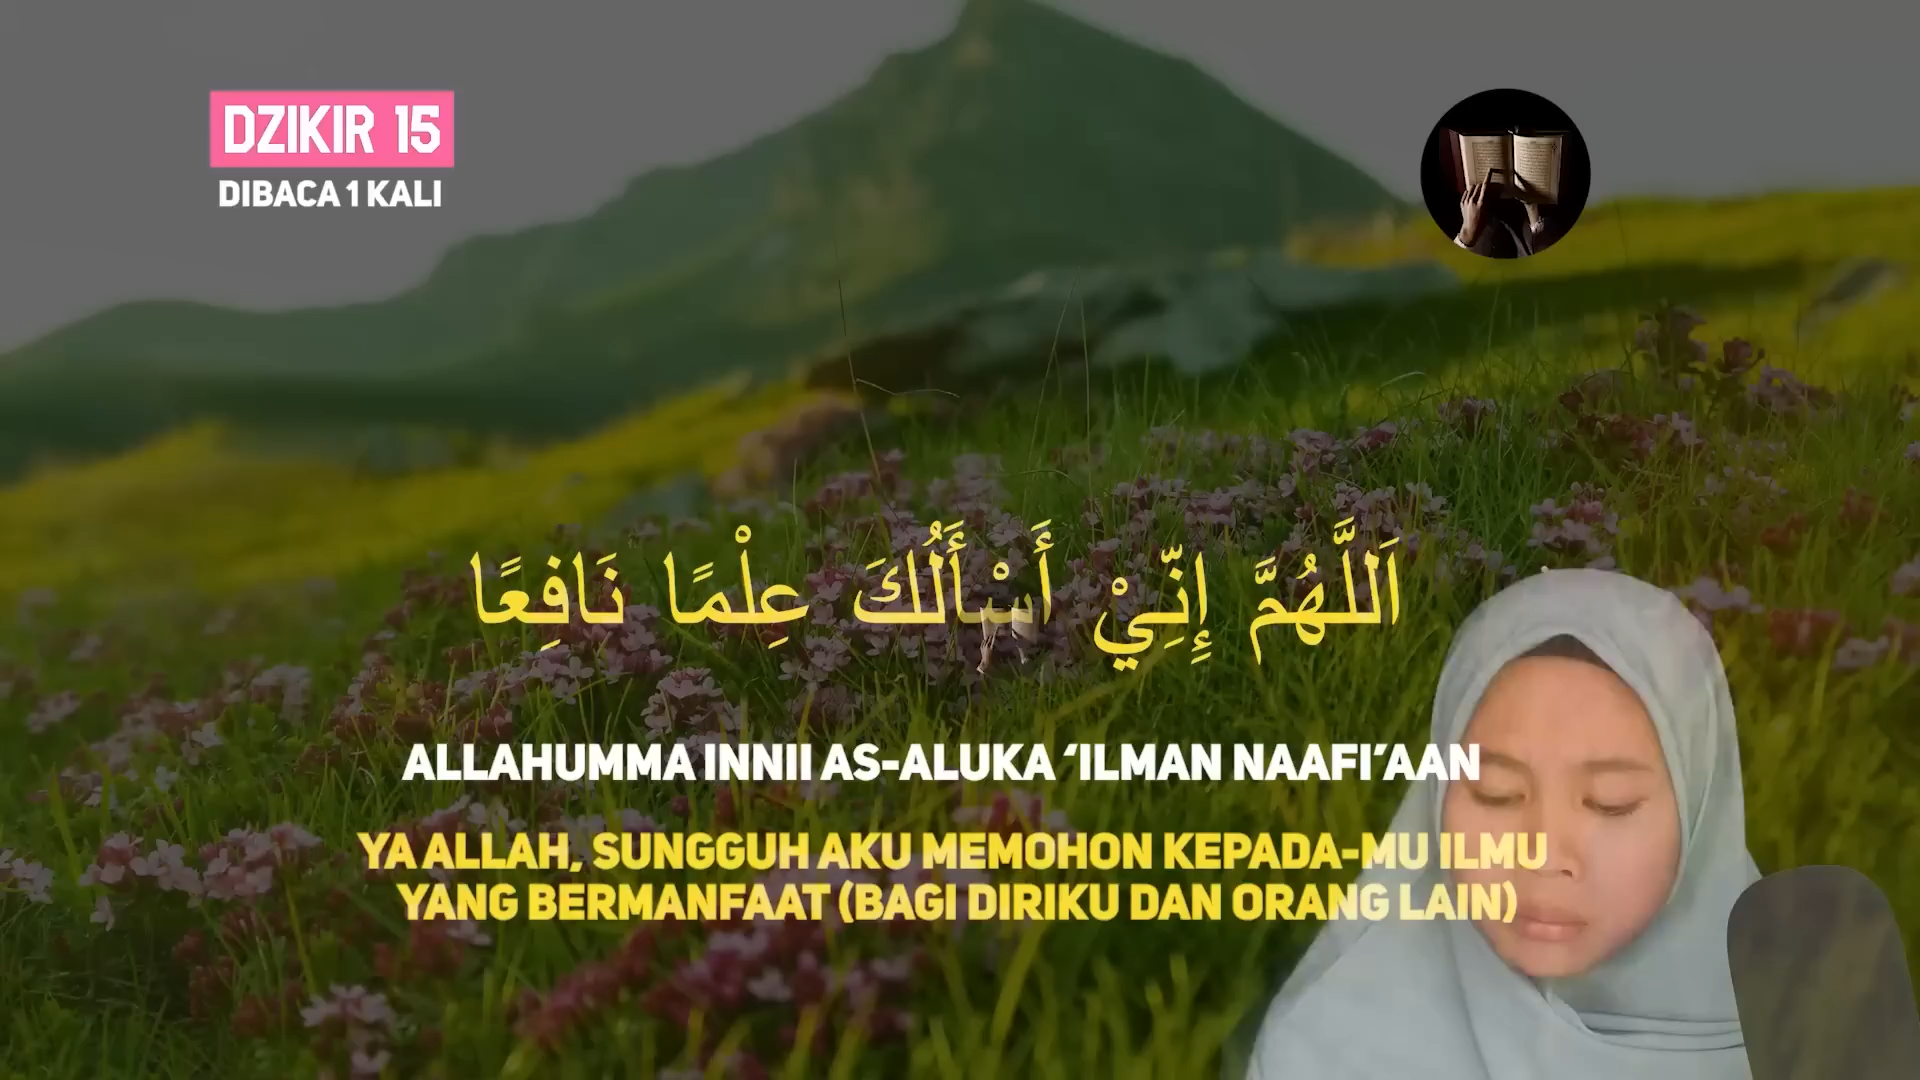 DZIKIR 15
DIBACA 1 KALI
اَللَّهُمَّ إِنِّيْ أَسْأَلُكَ عِلْمًا نَافِعًا
ALLAHUMMA INNII AS-ALUKA ‘ILMAN NAAFI’AAN
YA ALLAH, SUNGGUH AKU MEMOHON KEPADA-MU ILMU
YANG BERMANFAAT (BAGI DIRIKU DAN ORANG LAIN)